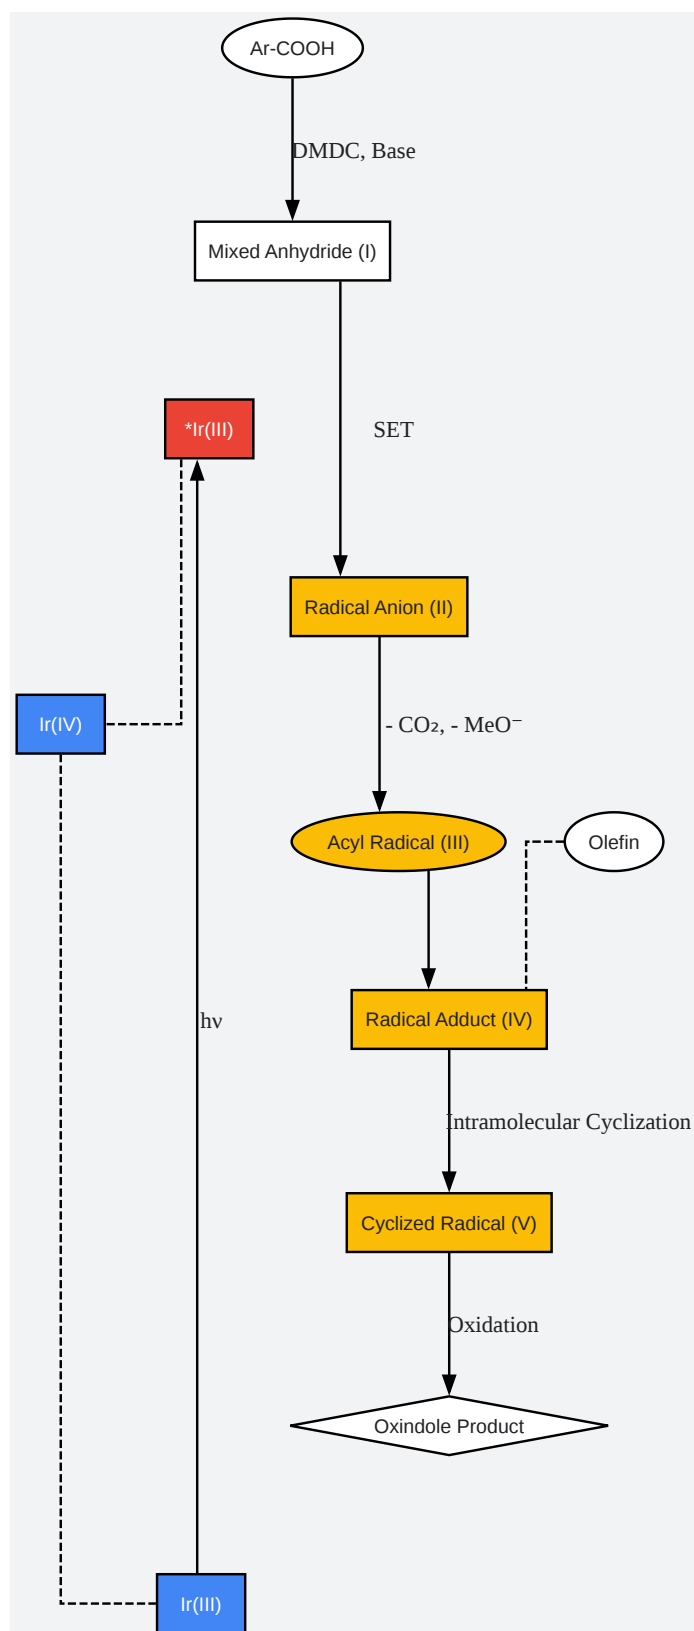 Ar-COOH
DMDC, Base
Mixed Anhydride (I)
*Ir(III)
SET
Radical Anion (II)
Ir(IV)
- CO₂, - MeO⁻
Acyl Radical (III)
Olefin
hν
Radical Adduct (IV)
Intramolecular Cyclization
Cyclized Radical (V)
Oxidation
Oxindole Product
Ir(III)